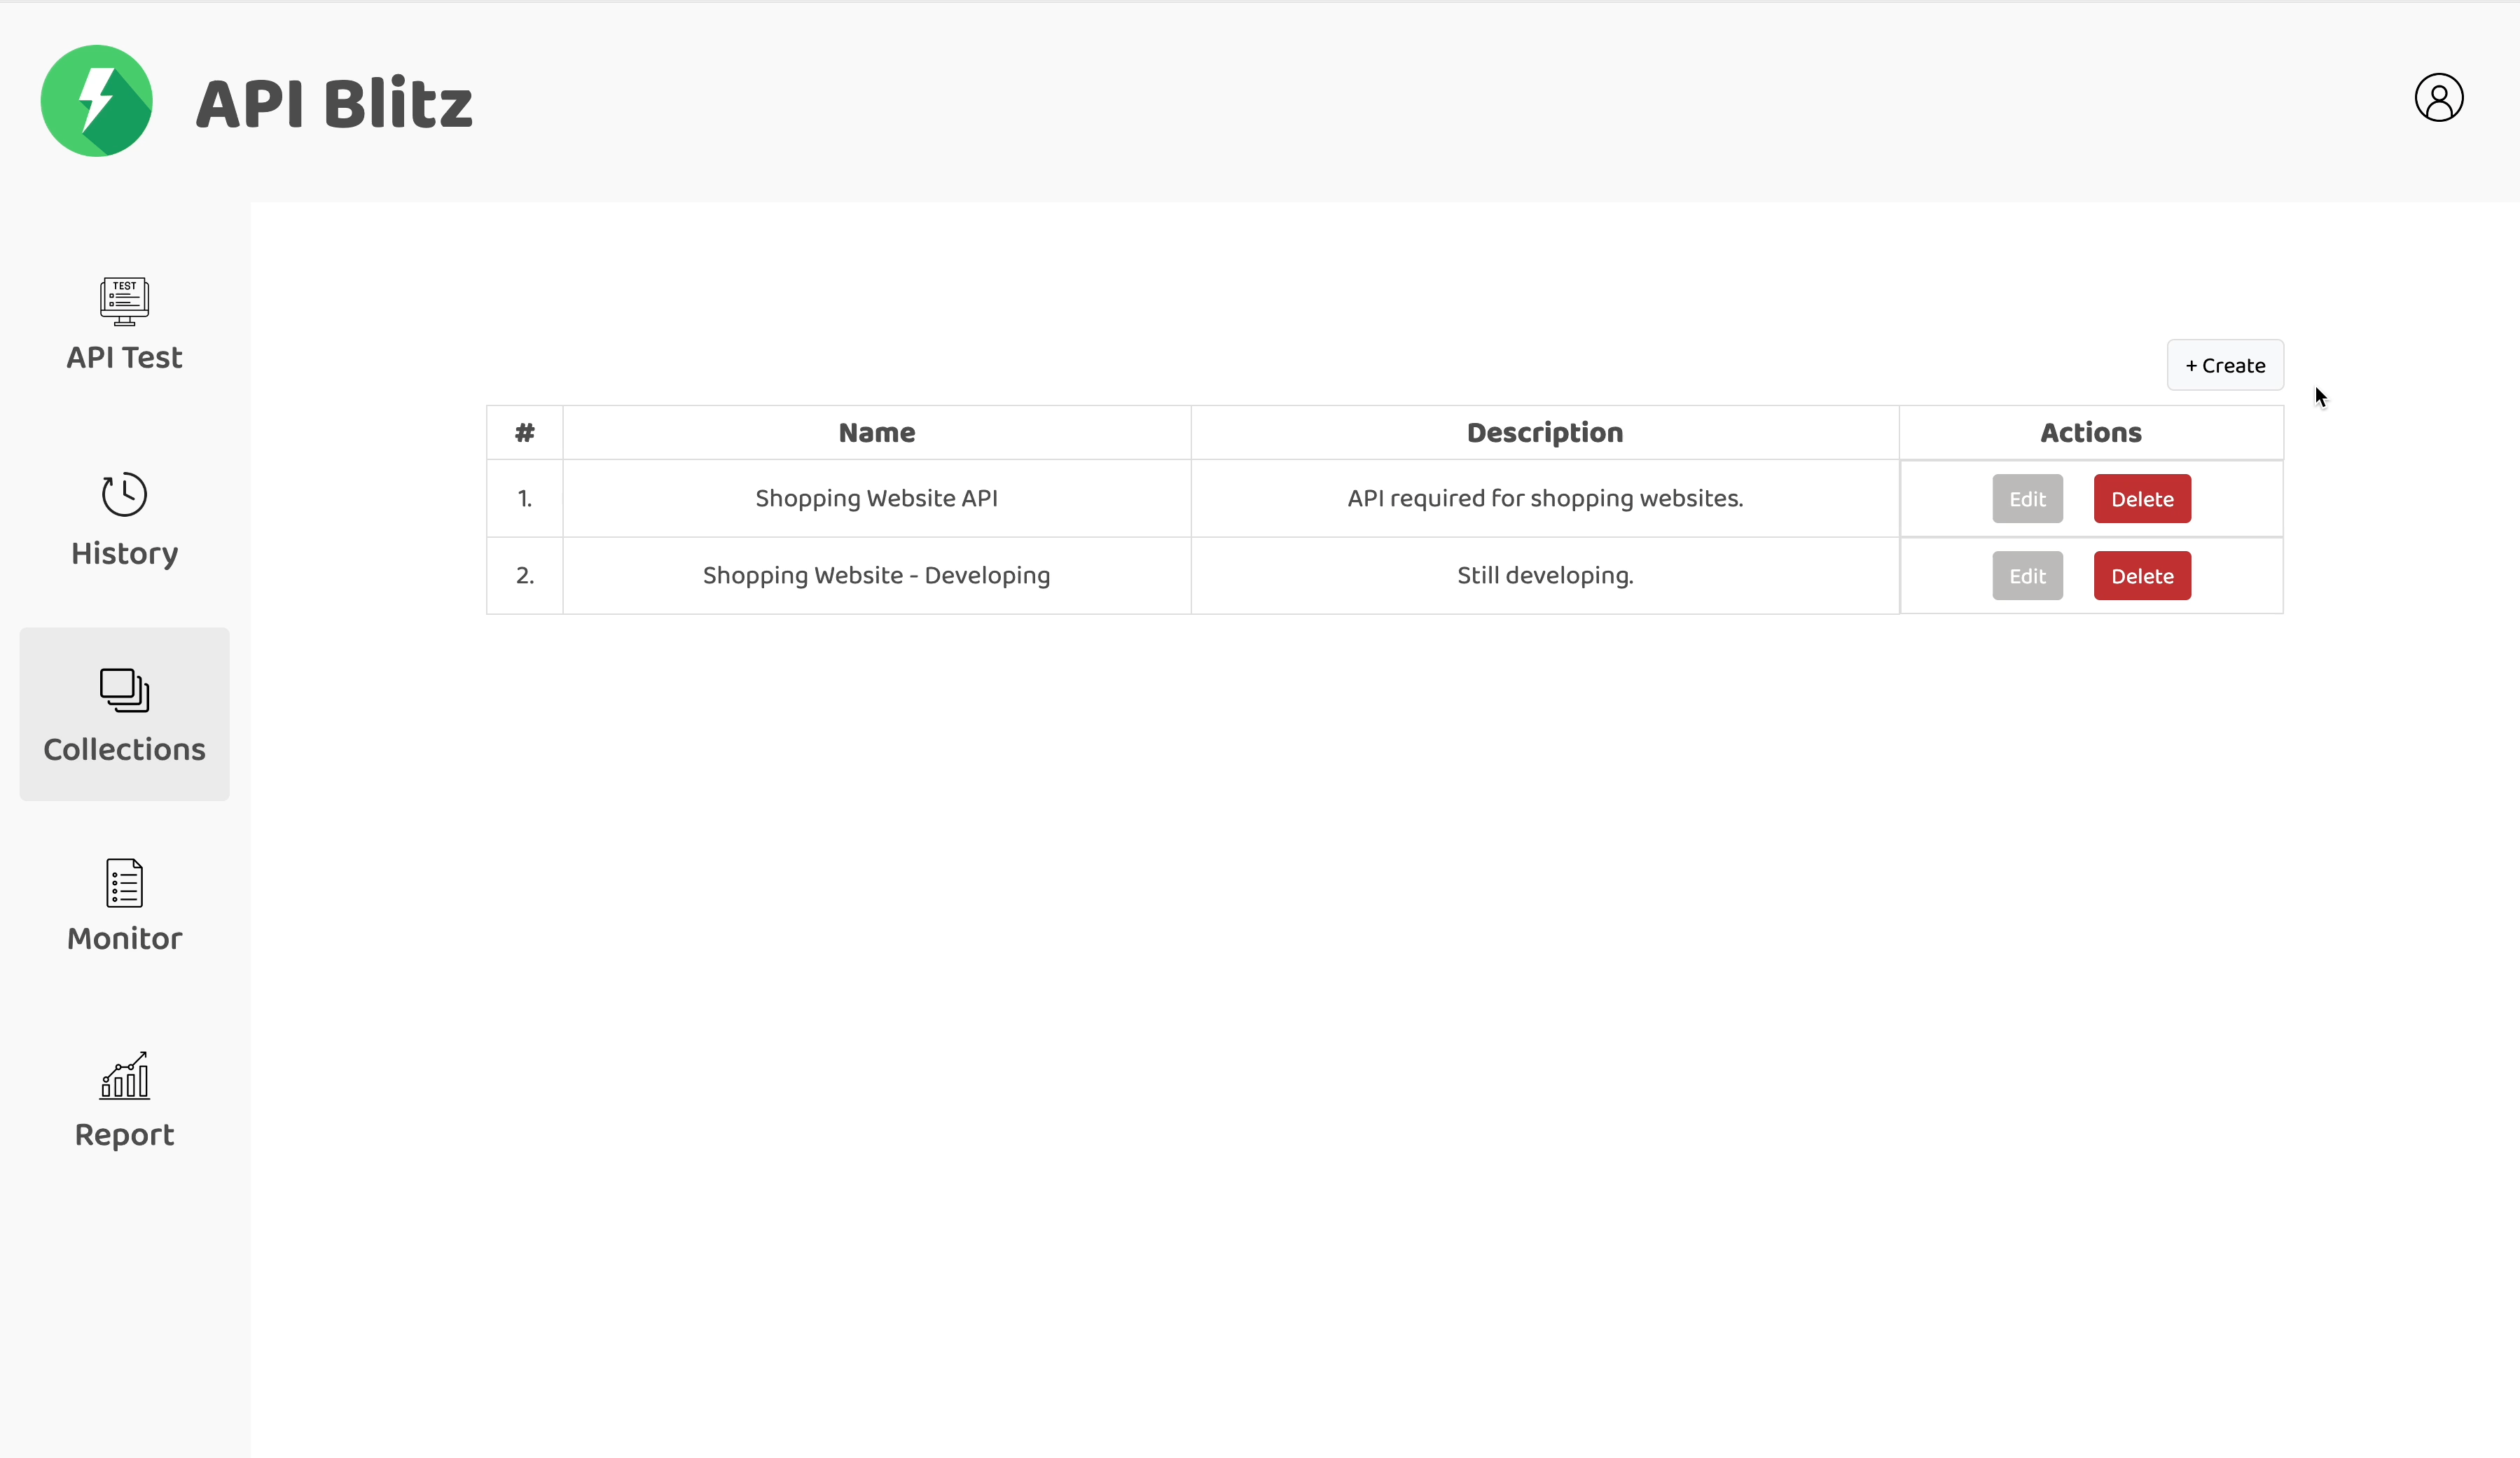 API Blitz
TEST
API Test
History
Collections
Monitor
Report
+ Create
# Name Description Actions
1. Shopping Website API API required for shopping websites. Edit Delete
2. Shopping Website - Developing Still developing. Edit Delete